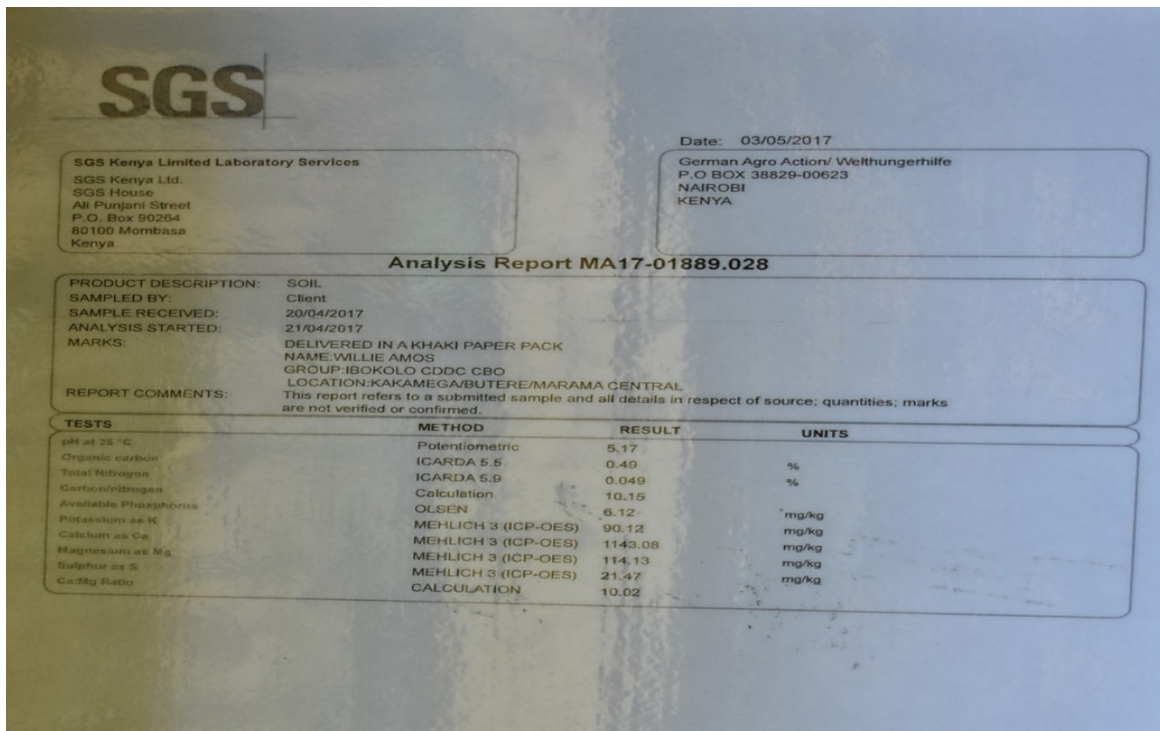 SGS
Date: 03/05/2017
SGS Kenya Limited Laboratory Services
SGS Kenya Ltd.
SGS House
Ali Punjani Street
P.O. Box 90264
80100 Mombasa
Kenya
German Agro Action/ Welthungerhilfe
P.O BOX 38829-00623
NAIROBI
KENYA
Analysis Report MA17-01889.028
PRODUCT DESCRIPTION: SOIL
SAMPLED BY: Client
SAMPLE RECEIVED: 20/04/2017
ANALYSIS STARTED: 21/04/2017
MARKS: DELIVERED IN A KHAKI PAPER PACK
NAME:WILLIE AMOS
GROUP:IBOKOLO CDDC CBO
LOCATION:KAKAMEGA/BUTERE/MARAMA CENTRAL
REPORT COMMENTS: This report refers to a submitted sample and all details in respect of source; quantities; marks
are not verified or confirmed.
TESTS METHOD RESULT UNITS
pH at 25 °C Potentiometric 5.17
Organic carbon ICARDA 5.5 0.49 %
Total Nitrogen ICARDA 5.9 0.049 %
Carbon/nitrogen Calculation 10.15
Available Phosphorus OLSEN 6.12 mg/kg
Potassium as K MEHLICH 3 (ICP-OES) 90.12 mg/kg
Calcium as Ca MEHLICH 3 (ICP-OES) 1143.08 mg/kg
Magnesium as Mg MEHLICH 3 (ICP-OES) 114.13 mg/kg
Sulphur as S MEHLICH 3 (ICP-OES) 21.47 mg/kg
Ca:Mg Ratio CALCULATION 10.02